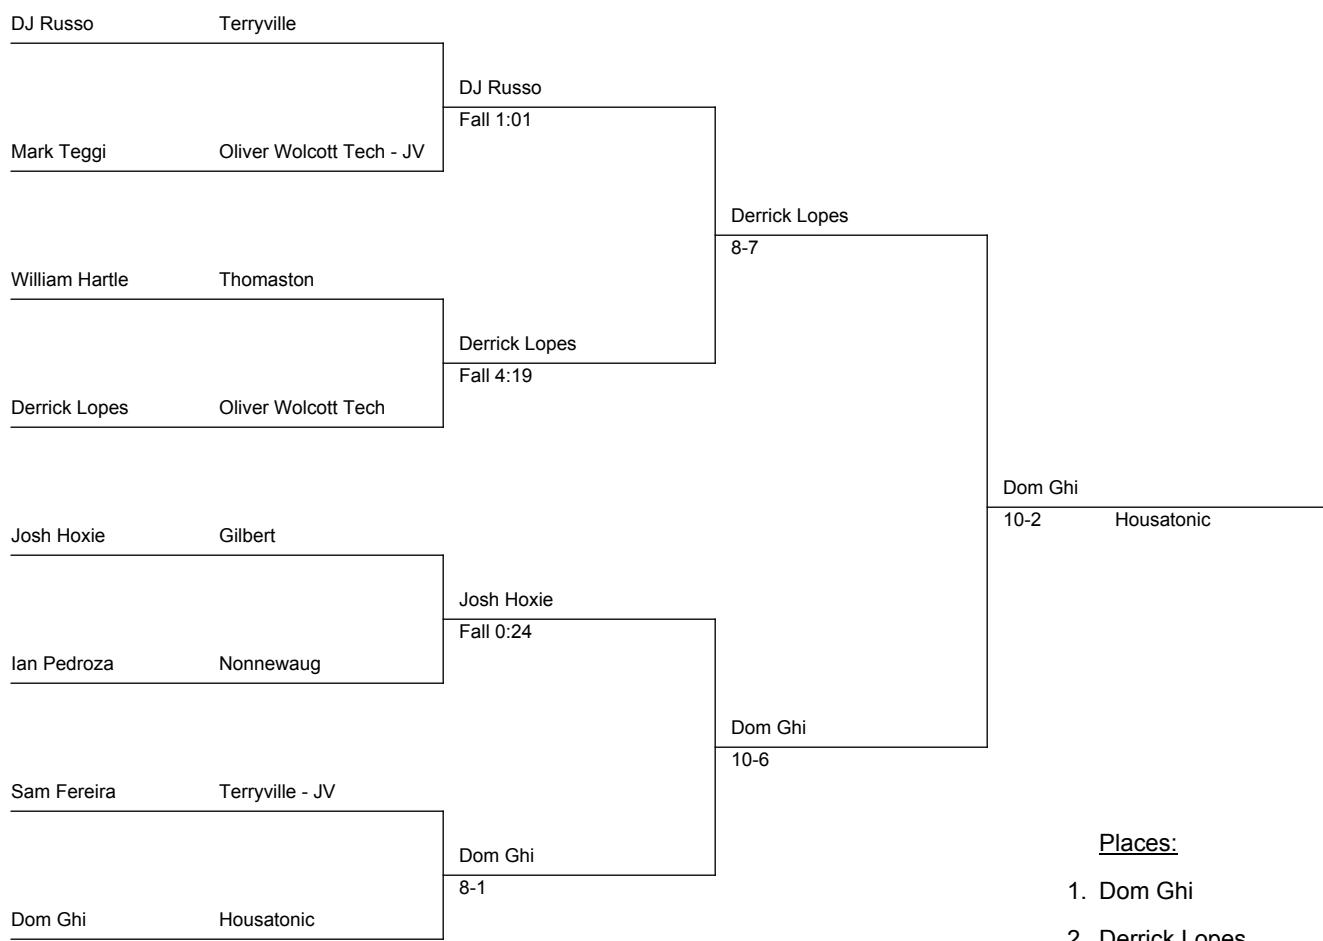 DJ Russo Terryville
DJ Russo
Fall 1:01
Mark Teggi Oliver Wolcott Tech - JV
Derrick Lopes
8-7
William Hartle Thomaston
Derrick Lopes
Fall 4:19
Derrick Lopes Oliver Wolcott Tech
Dom Ghi
10-2 Housatonic
Josh Hoxie Gilbert
Josh Hoxie
Fall 0:24
Ian Pedroza Nonnewaug
Dom Ghi
10-6
Sam Fereira Terryville - JV
Places:
Dom Ghi
8-1
1. Dom Ghi
Dom Ghi Housatonic
2. Derrick Lopes